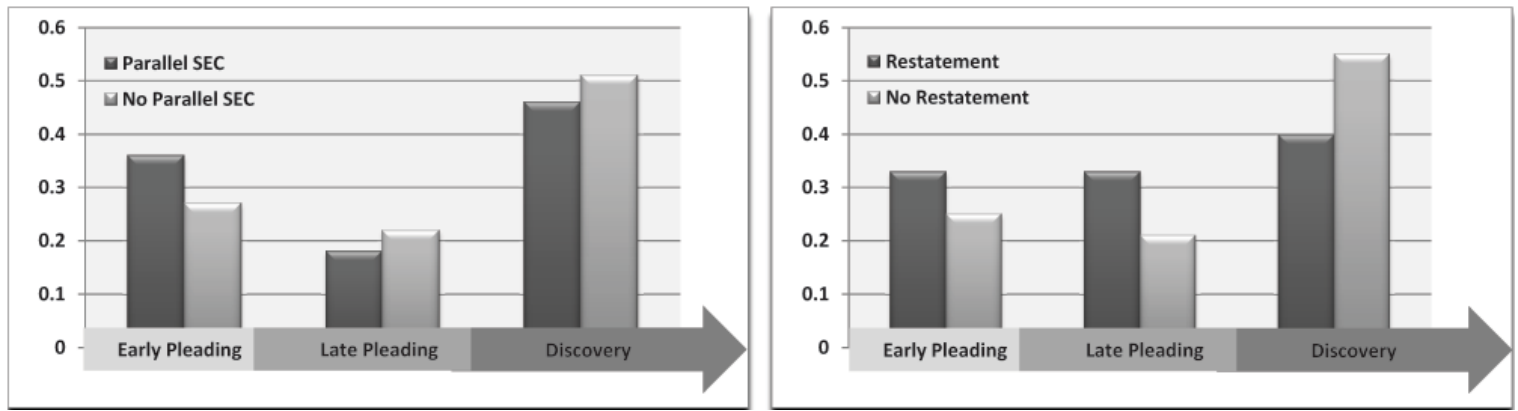 0.6
0.5
0.4
0.3
0.2
0.1
0
Parallel SEC
No Parallel SEC
Early Pleading
Late Pleading
Discovery
0.6
0.5
0.4
0.3
0.2
0.1
0
Restatement
No Restatement
Early Pleading
Late Pleading
Discovery